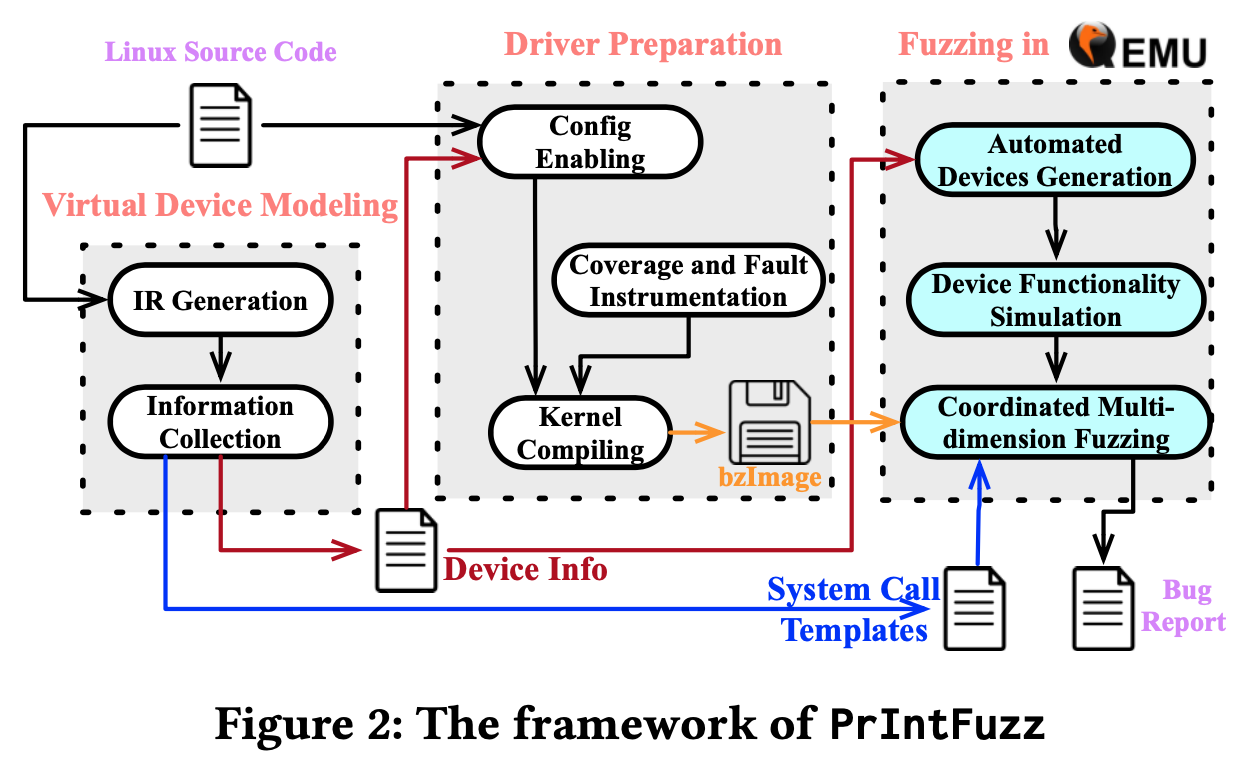 Linux Source Code
Driver Preparation
Fuzzing in QEMU
Config
Enabling
Automated
Devices Generation
Virtual Device Modeling
IR Generation
Coverage and Fault
Instrumentation
Device Functionality
Simulation
Information
Collection
Kernel
Compiling
bzImage
Coordinated Multi-
dimension Fuzzing
Device Info
System Call
Templates
Bug
Report
Figure 2: The framework of PrIntFuzz